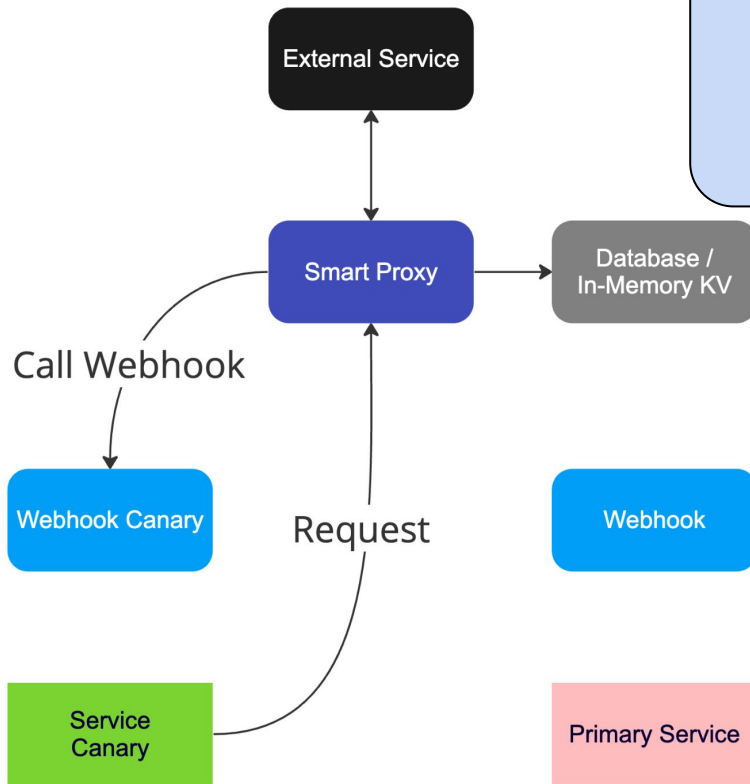 External Service
Smart Proxy
Database /
In-Memory KV
Call Webhook
Webhook Canary
Request
Webhook
Service
Canary
Primary Service